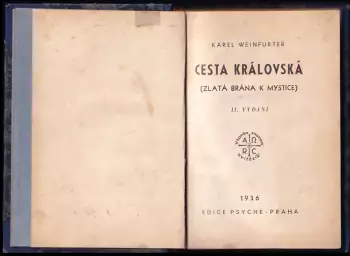 KAREL WEINFURTER
CESTA KRÁLOVSKÁ
(ZLATÁ BRÁNA K MYSTICE)
II. VYDÁNÍ
A Ω
R C
1936
EDICE PSYCHE-PRAHA